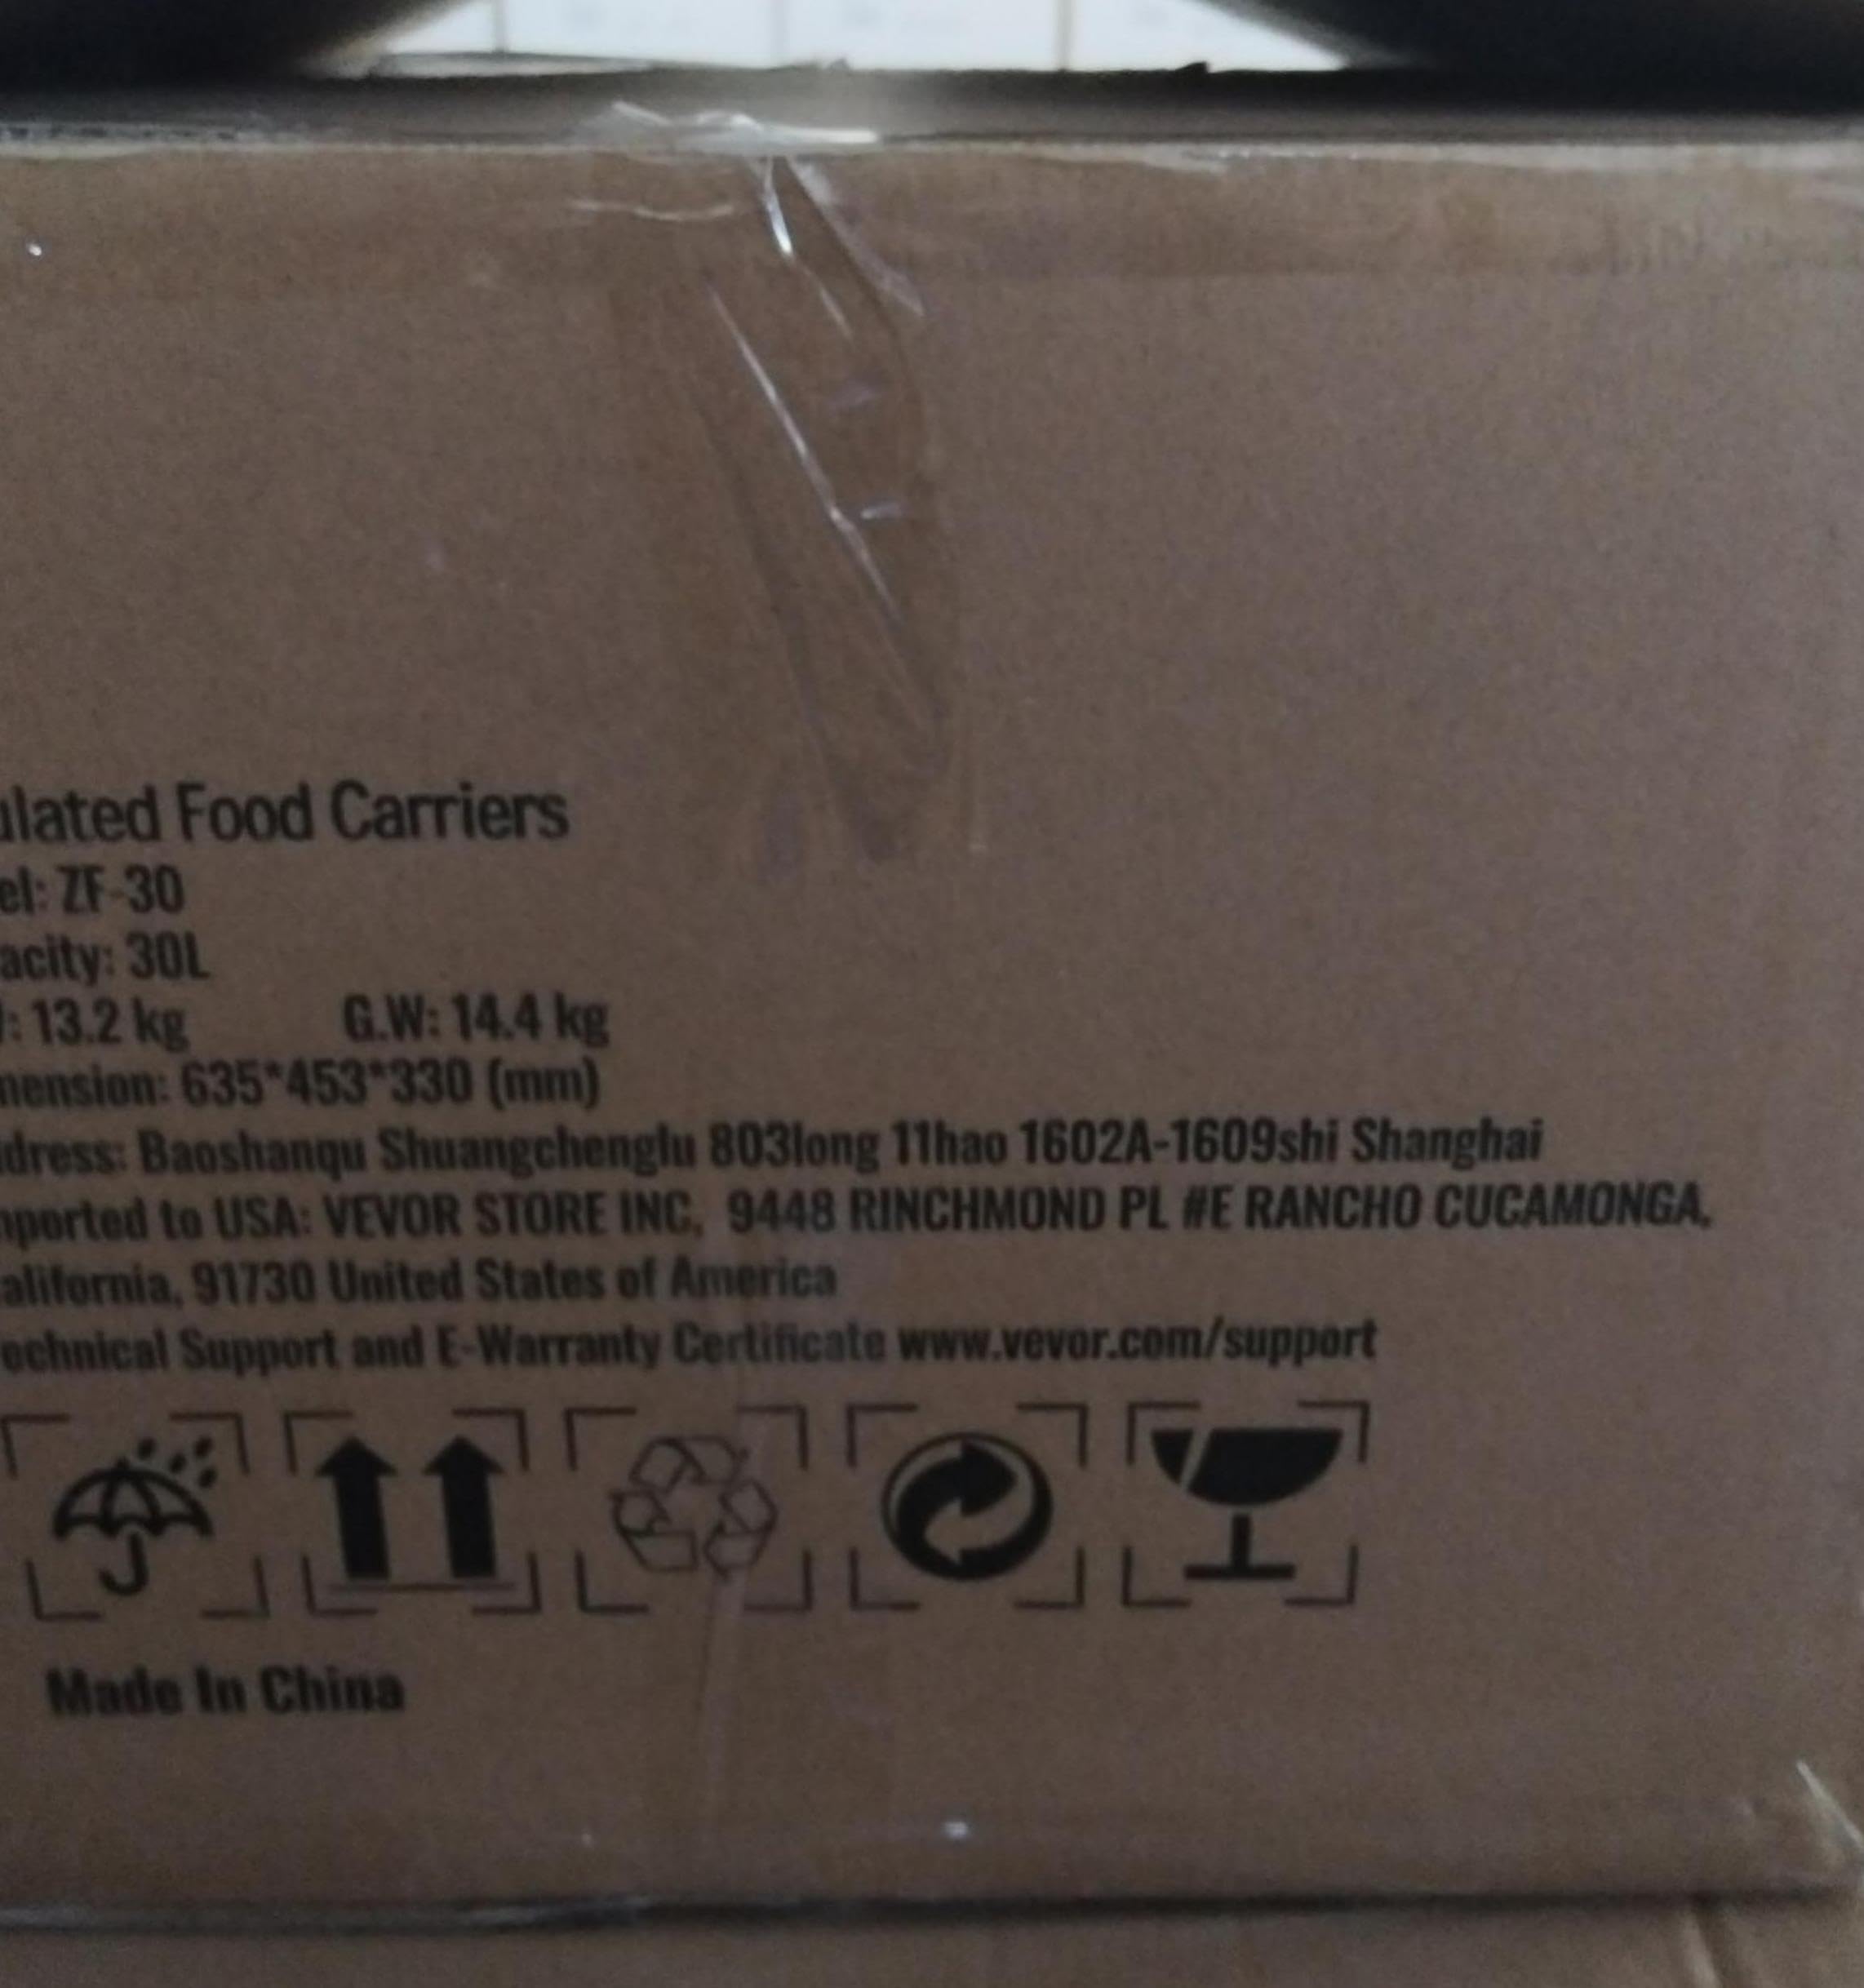 ulated Food Carriers
el: ZF-30
acity: 30L
: 13.2 kg G.W: 14.4 kg
mension: 635*453*330 (mm)
dress: Baoshanqu Shuangchenglu 803long 11hao 1602A-1609shi Shanghai
mported to USA: VEVOR STORE INC, 9448 RINCHMOND PL #E RANCHO CUCAMONGA,
alifornia, 91730 United States of America
echnical Support and E-Warranty Certificate www.vevor.com/support
Made In China